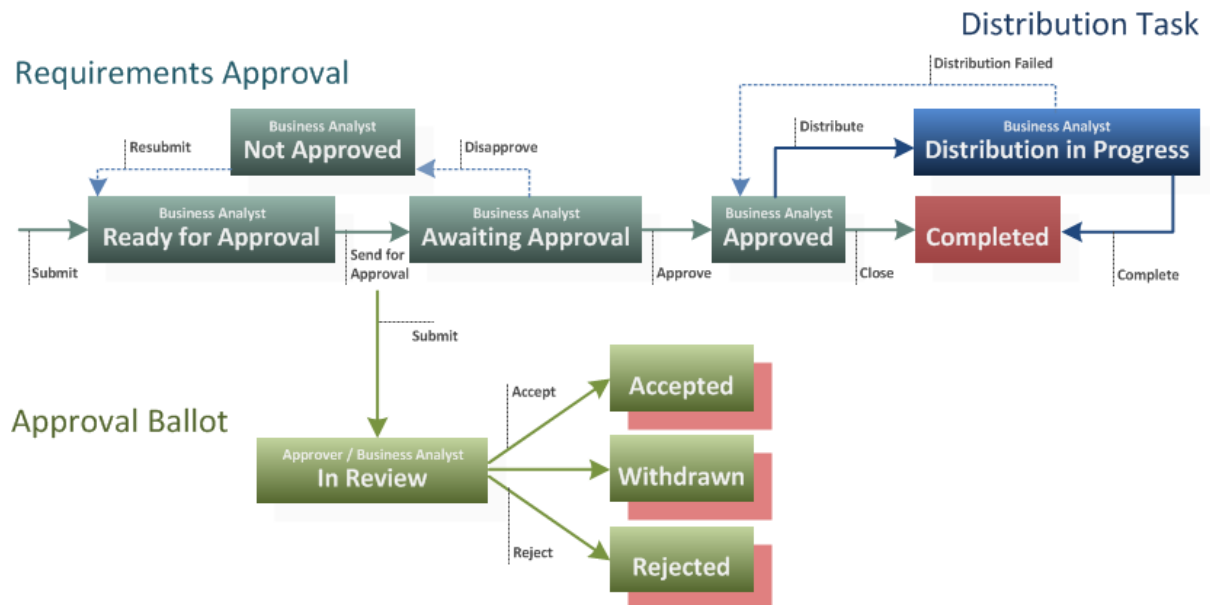 Distribution Task
Requirements Approval
Distribution Failed
Business Analyst
Not Approved
Resubmit
Disapprove
Distribute
Business Analyst
Distribution in Progress
Business Analyst
Ready for Approval
Business Analyst
Awaiting Approval
Business Analyst
Approved
Completed
Submit
Send for
Approval
Approve
Close
Complete
Submit
Approval Ballot
Accept
Accepted
Approver / Business Analyst
In Review
Withdrawn
Reject
Rejected